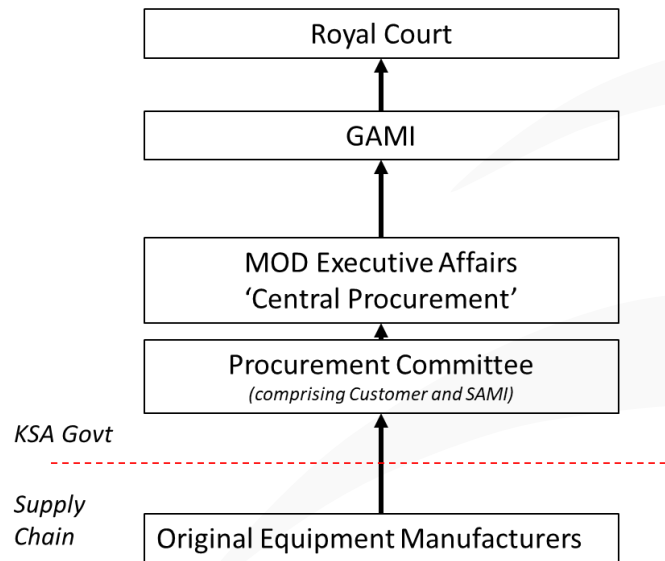 Royal Court
GAMI
MOD Executive Affairs
‘Central Procurement’
Procurement Committee
(comprising Customer and SAMI)
KSA Govt
Supply
Chain
Original Equipment Manufacturers